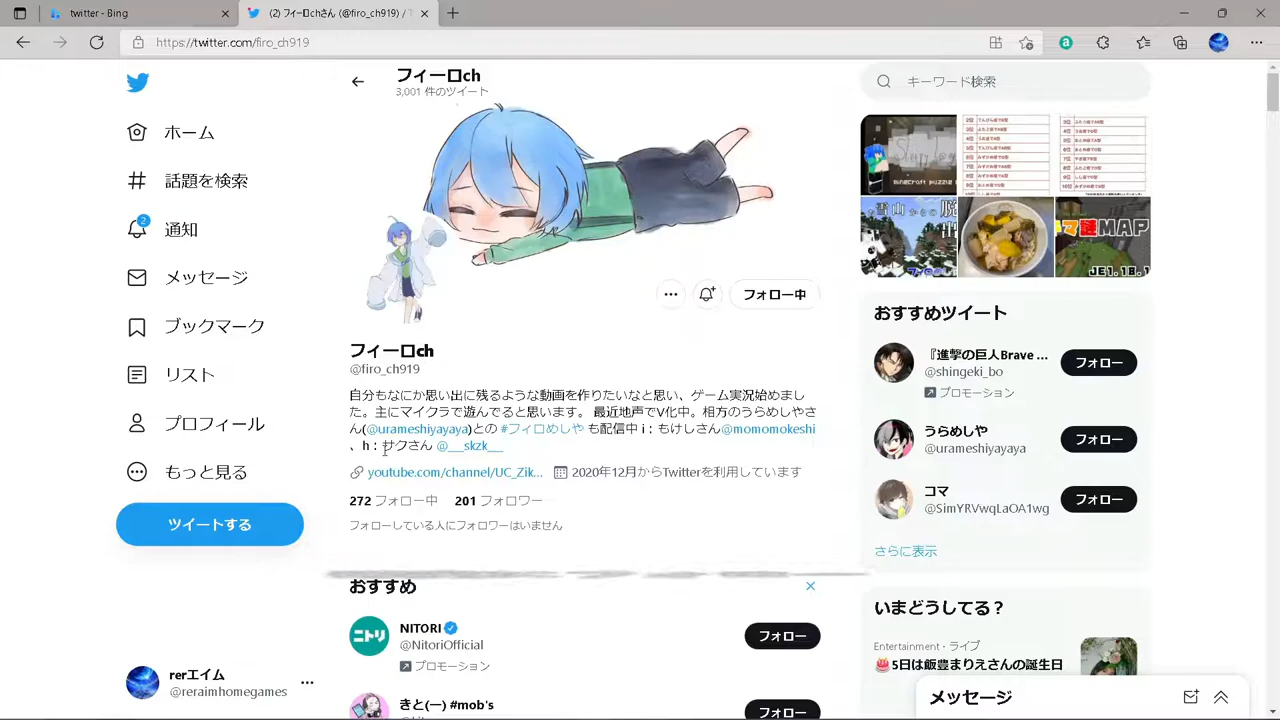 twitter - Bing
(2) フィーロchさん (@firo_ch919) / T
https://twitter.com/firo_ch919
フィーロch
3,001 件のツイート
キーワード検索
ホーム
話題を検索
2
通知
メッセージ
ブックマーク
リスト
プロフィール
もっと見る
ツイートする
rerエイム
@reraimhomegames
フォロー中
フィーロch
@firo_ch919
自分もなにか思い出に残るような動画を作りたいなと思い、ゲーム実況始めまし
た。主にマイクラで遊んでると思います。 最近地声でV化中。相方のうらめしやさ
ん(@urameshiyayaya)との #フィロめしや も配信中 i：もけしさん@momomokeshi
、h：ナクさん @__skzk__
youtube.com/channel/UC_Zik... 2020年12月からTwitterを利用しています
272 フォロー中 201 フォロワー
フォローしている人にフォロワーはいません
おすすめ
NITORI
@NitoriOfficial
プロモーション
フォロー
きと(一) #mob's
フォロー
雪山からの脱出
マ謎MAP
JE1.18.1
おすすめツイート
『進撃の巨人Brave ...
@shingeki_bo
プロモーション
フォロー
うらめしや
@urameshiyayaya
フォロー
コマ
@SimYRVwqLaOA1wg
フォロー
さらに表示
いまどうしてる？
Entertainment · ライブ
5日は飯豊まりえさんの誕生日
メッセージ